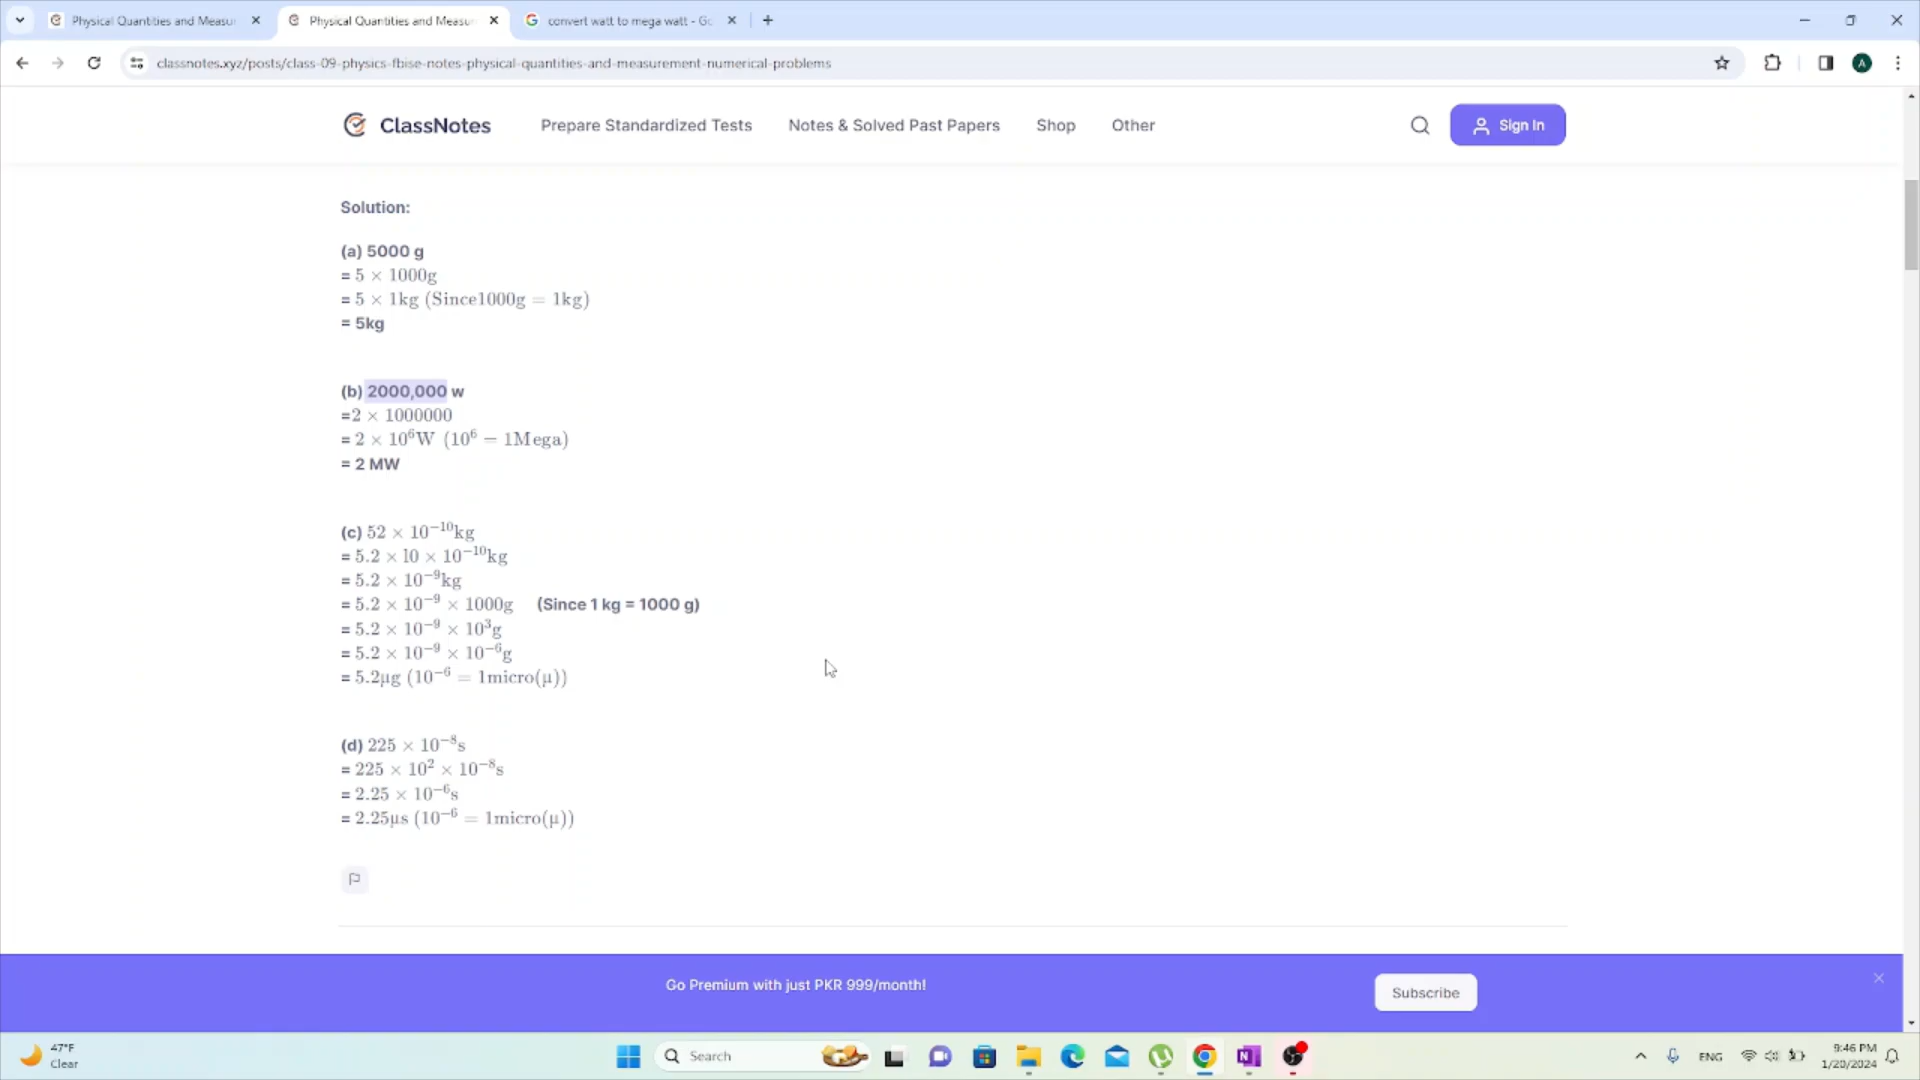 Physical Quantities and Measu
Physical Quantities and Measur
convert watt to mega watt - Go
classnotes.xyz/posts/class-09-physics-fbise-notes-physical-quantities-and-measurement-numerical-problems
A
ClassNotes
Prepare Standardized Tests
Notes & Solved Past Papers
Shop
Other
Sign In
Solution:
(a) 5000 g
= 5 × 1000g
= 5 × 1kg (Since1000g = 1kg)
= 5kg
(b) 2000,000 w
=2 × 1000000
= 2 × 10⁶W (10⁶ − 1Mega)
= 2 MW
(c) 52 × 10⁻¹⁰kg
= 5.2 × l0 × 10⁻¹⁰kg
= 5.2 × 10⁻⁹kg
= 5.2 × 10⁻⁹ × 1000g (Since 1 kg = 1000 g)
= 5.2 × 10⁻⁹ × 10³g
= 5.2 × 10⁻⁹ × 10⁻⁶g
= 5.2μg (10⁻⁶ = 1micro(μ))
(d) 225 × 10⁻⁸s
= 225 × 10² × 10⁻⁸s
= 2.25 × 10⁻⁶s
= 2.25μs (10⁻⁶ = 1micro(μ))
Go Premium with just PKR 999/month!
Subscribe
47°F
Clear
Search
ENG
9:46 PM
1/20/2024